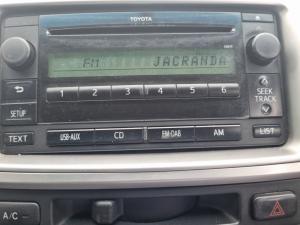 TOYOTA
FM JACRANDA
1 2 3 4 5 6
SEEK
TRACK
SETUP
TEXT USB·AUX CD FM·DAB AM LIST
A/C